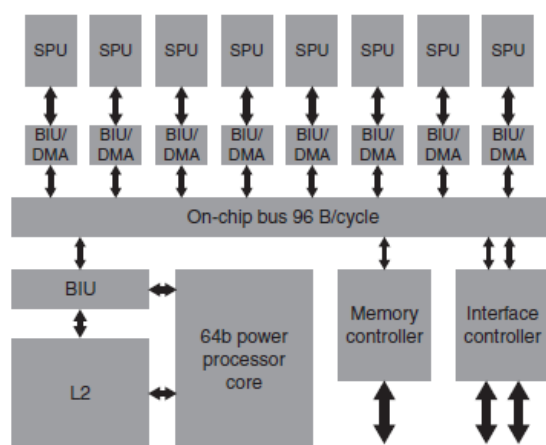 SPU SPU SPU SPU SPU SPU SPU SPU
BIU/ BIU/ BIU/ BIU/ BIU/ BIU/ BIU/ BIU/
DMA DMA DMA DMA DMA DMA DMA DMA
On-chip bus 96 B/cycle
BIU
L2
64b power
processor
core
Memory
controller
Interface
controller